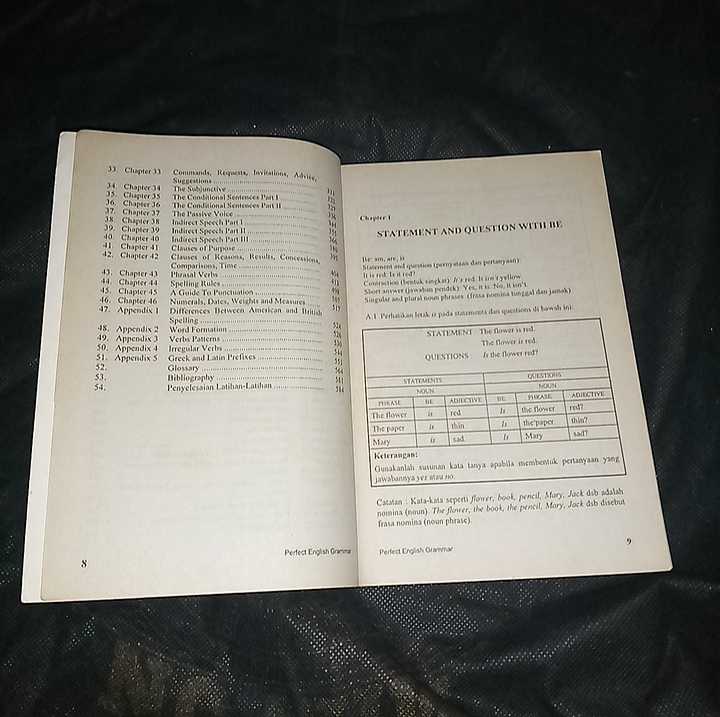 33. Chapter 33 Commands, Requests, Invitations, Advice,
Suggestions
34. Chapter 34 The Subjunctive
35. Chapter 35 The Conditional Sentences Part I
36. Chapter 36 The Conditional Sentences Part II
37. Chapter 37 The Passive Voice
38. Chapter 38 Indirect Speech Part I
39. Chapter 39 Indirect Speech Part II
40. Chapter 40 Indirect Speech Part III
41. Chapter 41 Clauses of Purpose
42. Chapter 42 Clauses of Reasons, Results, Concessions,
Comparisons, Time
43. Chapter 43 Phrasal Verbs
44. Chapter 44 Spelling Rules
45. Chapter 45 A Guide To Punctuation
46. Chapter 46 Numerals, Dates, Weights and Measures
47. Appendix 1 Differences Between American and British
Spelling
48. Appendix 2 Word Formation
49. Appendix 3 Verbs Patterns
50. Appendix 4 Irregular Verbs
51. Appendix 5 Greek and Latin Prefixes
52. Glossary
53. Bibliography
54. Penyelesaian Latihan-Latihan
Perfect English Grammar
8
Chapter 1
STATEMENT AND QUESTION WITH BE
Be: am, are, is
Statement and question (pernyataan dan pertanyaan):
It is red. Is it red?
Contraction (bentuk singkat): It's red. It isn't yellow.
Short answer (jawaban pendek): Yes, it is. No, it isn't.
Singular and plural noun phrases (frasa nomina tunggal dan jamak)
A.1. Perhatikan letak is pada statements dan questions di bawah ini:
STATEMENT The flower is red.
The flower is red.
QUESTIONS Is the flower red?
STATEMENTS QUESTIONS
NOUN NOUN
PHRASE BE ADJECTIVE BE PHRASE ADJECTIVE
The flower is red Is the flower red?
The paper is thin Is the paper thin?
Mary is sad Is Mary sad?
Keterangan:
Gunakanlah susunan kata tanya apabila membentuk pertanyaan yang
jawabannya yes atau no.
Catatan : Kata-kata seperti flower, book, pencil, Mary, Jack dsb adalah
nomina (noun). The flower, the book, the pencil, Mary, Jack dsb disebut
frasa nomina (noun phrase).
Perfect English Grammar
9